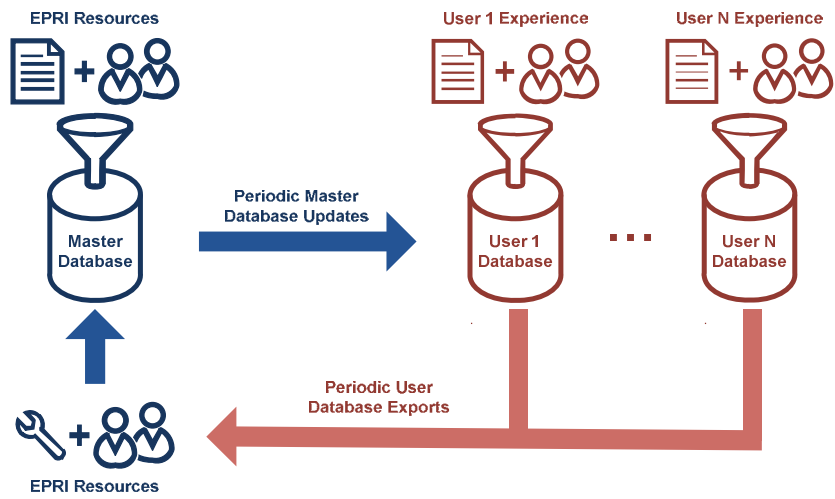 EPRI Resources
User 1 Experience
User N Experience
Periodic Master
Database Updates
Master
Database
User 1
Database
...
User N
Database
Periodic User
Database Exports
EPRI Resources